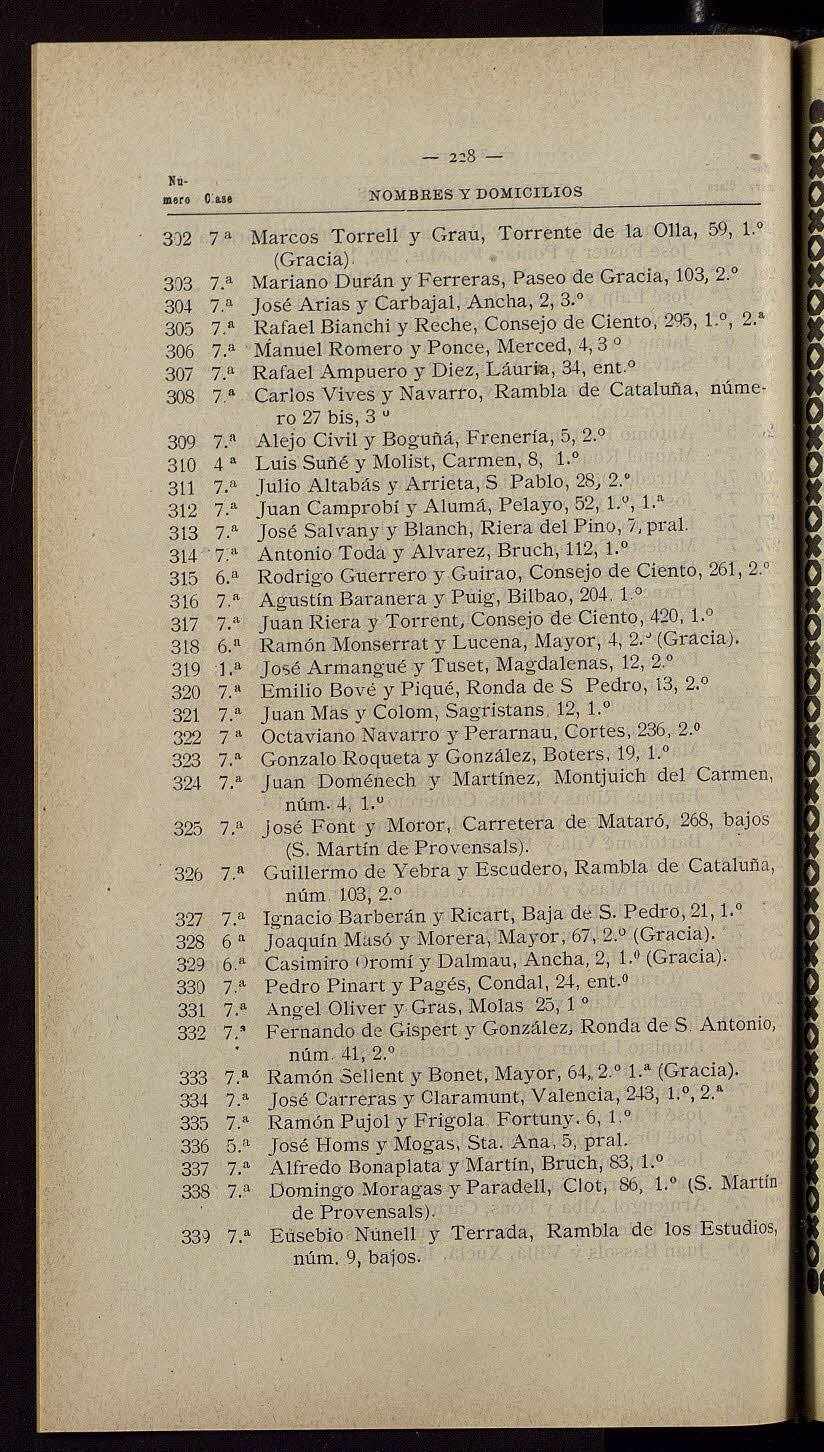 — 228 —
Nú-
mero Clase NOMBRES Y DOMICILIOS
302 7 ª Marcos Torrell y Grau, Torrente de la Olla, 59, 1.º
(Gracia).
303 7.ª Mariano Durán y Ferreras, Paseo de Gracia, 103, 2.º
304 7.ª José Arias y Carbajal, Ancha, 2, 3.º
305 7.ª Rafael Bianchi y Reche, Consejo de Ciento, 295, 1.º, 2.ª
306 7.ª Manuel Romero y Ponce, Merced, 4, 3 º
307 7.ª Rafael Ampuero y Diez, Láuria, 34, ent.º
308 7.ª Carlos Vives y Navarro, Rambla de Cataluña, núme-
ro 27 bis, 3 º
309 7.ª Alejo Civil y Boguñá, Frenería, 5, 2.º
310 4 ª Luis Suñé y Molist, Carmen, 8, 1.º
311 7.ª Julio Altabás y Arrieta, S Pablo, 28, 2.º
312 7.ª Juan Camprobí y Alumá, Pelayo, 52, 1.º, 1.ª
313 7.ª José Salvany y Blanch, Riera del Pino, 7, pral.
314 7.ª Antonio Toda y Alvarez, Bruch, 112, 1.º
315 6.ª Rodrigo Guerrero y Guirao, Consejo de Ciento, 261, 2.º
316 7.ª Agustín Baranera y Puig, Bilbao, 204, 1.º
317 7.ª Juan Riera y Torrent, Consejo de Ciento, 420, 1.º
318 6.ª Ramón Monserrat y Lucena, Mayor, 4, 2.º (Gracia).
319 1.ª José Armangué y Tuset, Magdalenas, 12, 2.º
320 7.ª Emilio Bové y Piqué, Ronda de S Pedro, 13, 2.º
321 7.ª Juan Mas y Colom, Sagristans, 12, 1.º
322 7 ª Octaviano Navarro y Perarnau, Cortes, 236, 2.º
323 7.ª Gonzalo Roqueta y González, Boters, 19, 1.º
324 7.ª Juan Doménech y Martínez, Montjuich del Carmen,
núm. 4, 1.º
325 7.ª José Font y Moror, Carretera de Mataró, 268, bajos
(S. Martín de Provensals).
326 7.ª Guillermo de Yebra y Escudero, Rambla de Cataluña,
núm. 103, 2.º
327 7.ª Ignacio Barberán y Ricart, Baja de S. Pedro, 21, 1.º
328 6 ª Joaquín Masó y Morera, Mayor, 67, 2.º (Gracia).
329 6.ª Casimiro Oromí y Dalmau, Ancha, 2, 1.º (Gracia).
330 7.ª Pedro Pinart y Pagés, Condal, 24, ent.º
331 7.ª Angel Oliver y Gras, Molas 25, 1 º
332 7.ª Fernando de Gispert y González, Ronda de S. Antonio,
núm. 41, 2.º
333 7.ª Ramón Sellent y Bonet, Mayor, 64, 2.º 1.ª (Gracia).
334 7.ª José Carreras y Claramunt, Valencia, 243, 1.º, 2.ª
335 7.ª Ramón Pujol y Frigola Fortuny. 6, 1.º
336 5.ª José Homs y Mogas, Sta. Ana, 5, pral.
337 7.ª Alfredo Bonaplata y Martín, Bruch, 83, 1.º
338 7.ª Domingo Moragas y Paradell, Clot, 86, 1.º (S. Martín
de Provensals).
339 7.ª Eusebio Nunell y Terrada, Rambla de los Estudios,
núm. 9, bajos.